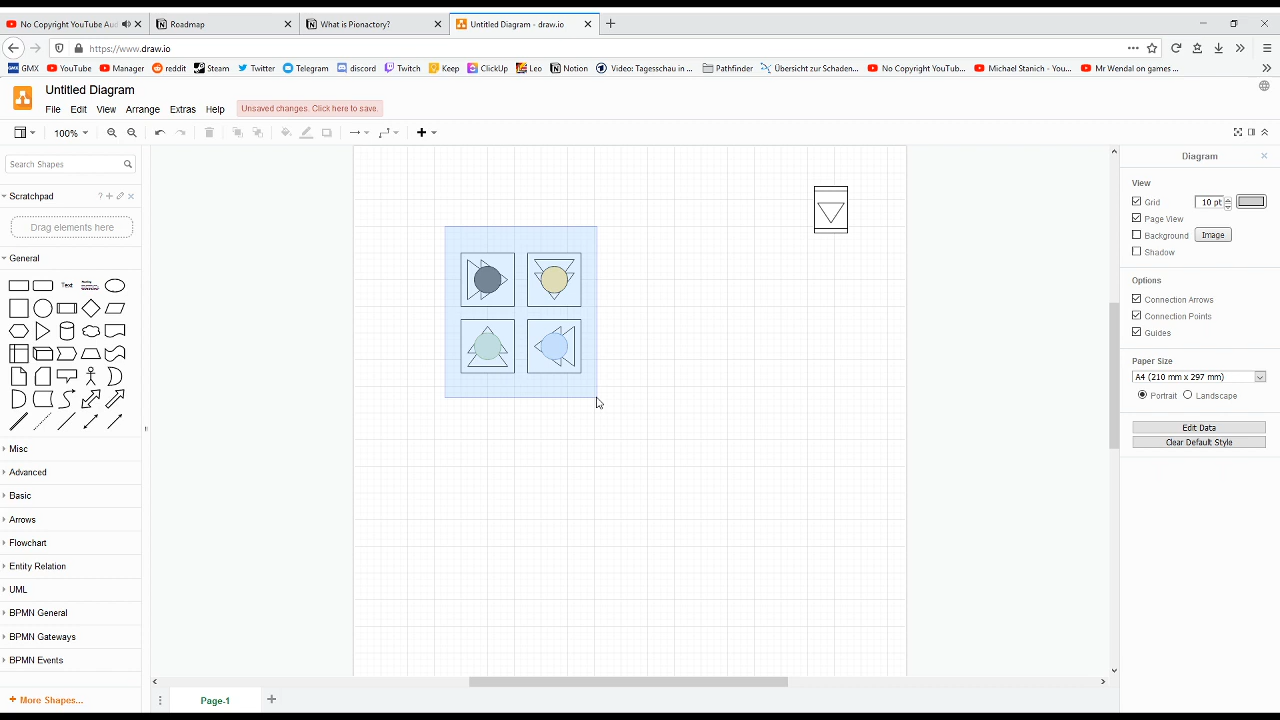 No Copyright YouTube Aud
Roadmap
What is Pionactory?
Untitled Diagram - draw.io
https://www.draw.io
GMX
YouTube
Manager
reddit
Steam
Twitter
Telegram
discord
Twitch
Keep
ClickUp
Notion
Video: Tagesschau in ...
Pathfinder...
Übersicht zur Schaden...
No Copyright YouTub...
Michael Stanich - You...
Mr Wendal on games...
Untitled Diagram
File Edit View Arrange Extras Help
Unsaved changes. Click here to save.
100%
Search Shapes
Scratchpad
?
Drag elements here
General
Text
Misc
Advanced
Basic
Arrows
Flowchart
Entity Relation
UML
BPMN General
BPMN Gateways
BPMN Events
+ More Shapes...
Page-1
Diagram
View
Grid
10 pt
Page View
Background
Image
Shadow
Options
Connection Arrows
Connection Points
Guides
Paper Size
A4 (210 mm x 297 mm)
Portrait
Landscape
Edit Data
Clear Default Style